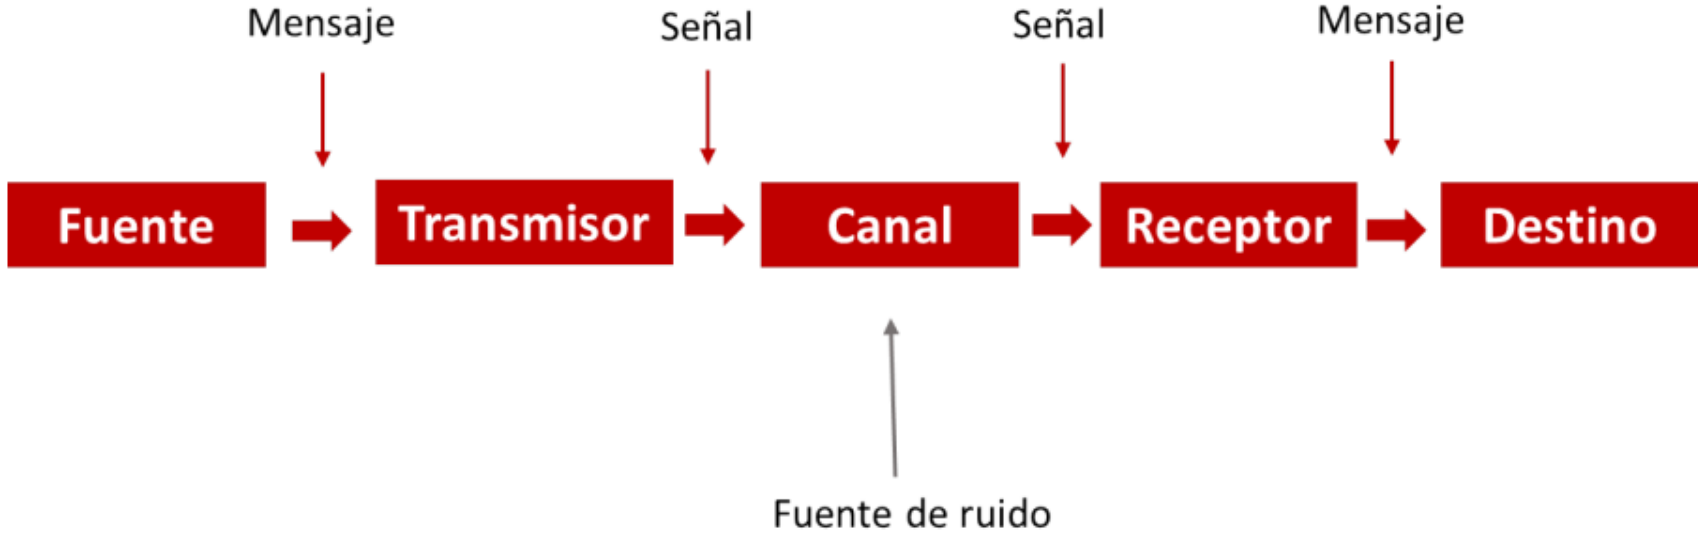 Mensaje
Señal
Señal
Mensaje
Fuente
Transmisor
Canal
Receptor
Destino
Fuente de ruido